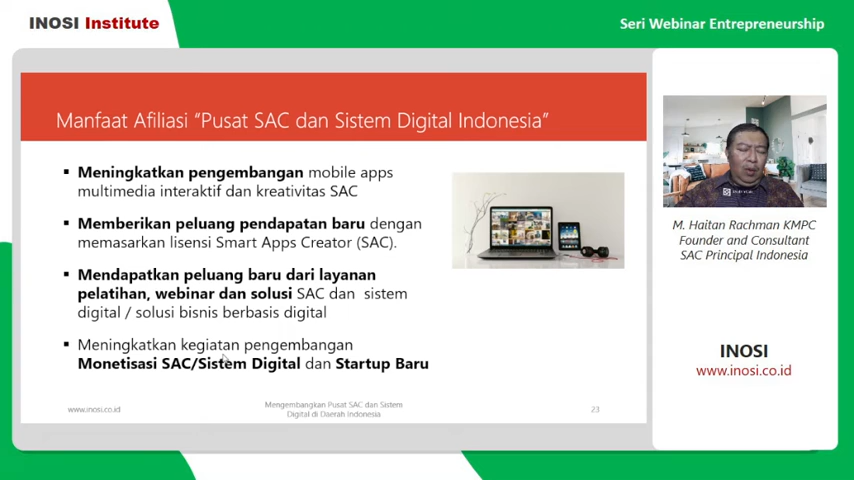 INOSI Institute
Seri Webinar Entrepreneurship
Manfaat Afiliasi “Pusat SAC dan Sistem Digital Indonesia”
▪ Meningkatkan pengembangan mobile apps
multimedia interaktif dan kreativitas SAC
▪ Memberikan peluang pendapatan baru dengan
memasarkan lisensi Smart Apps Creator (SAC).
▪ Mendapatkan peluang baru dari layanan
pelatihan, webinar dan solusi SAC dan sistem
digital / solusi bisnis berbasis digital
▪ Meningkatkan kegiatan pengembangan
Monetisasi SAC/Sistem Digital dan Startup Baru
www.inosi.co.id
Mengembangkan Pusat SAC dan Sistem
Digital di Daerah Indonesia
23
M. Haitan Rachman KMPC
Founder and Consultant
SAC Principal Indonesia
INOSI
www.inosi.co.id